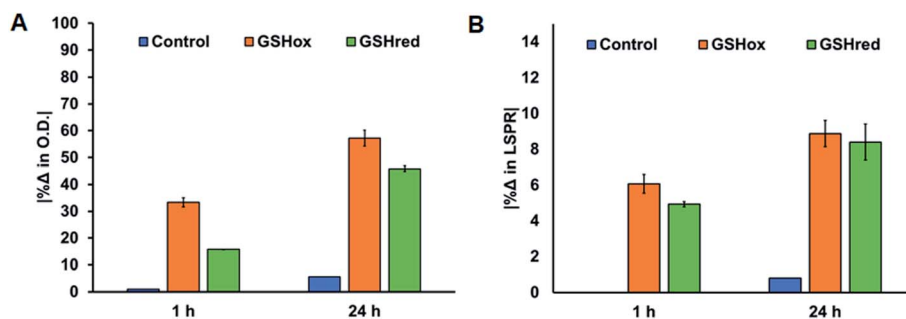 A
|%Δ in O.D.|
100
90
80
70
60
50
40
30
20
10
0
Control GSHox GSHred
1 h 24 h
B
|%Δ in LSPR|
14
12
10
8
6
4
2
0
Control GSHox GSHred
1 h 24 h